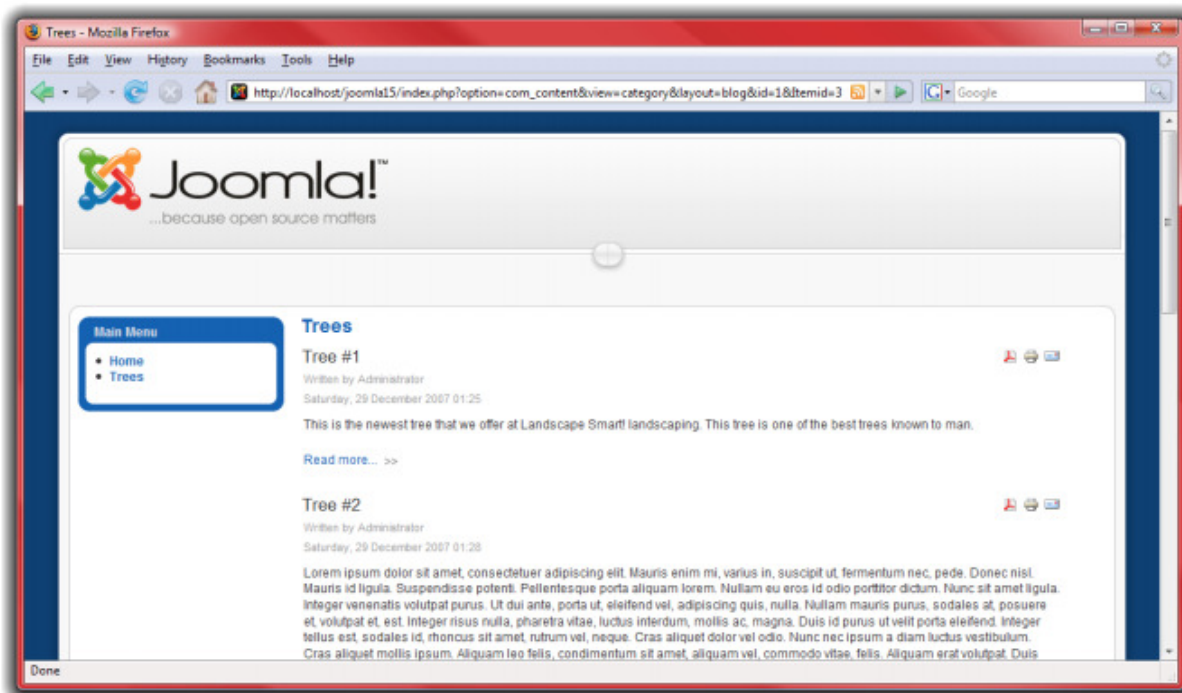 Trees - Mozilla Firefox
File Edit View History Bookmarks Tools Help
http://localhost/joomla15/index.php?option=com_content&view=category&layout=blog&id=1&Itemid=3 Google
Joomla!™
...because open source matters
Main Menu
Home
Trees
Trees
Tree #1
Written by Administrator
Saturday, 29 December 2007 01:25
This is the newest tree that we offer at Landscape Smart! landscaping. This tree is one of the best trees known to man.
Read more... >>
Tree #2
Written by Administrator
Saturday, 29 December 2007 01:28
Lorem ipsum dolor sit amet, consectetuer adipiscing elit. Mauris enim mi, varius in, suscipit ut, fermentum nec, pede. Donec nisl.
Mauris id ligula. Suspendisse potenti. Pellentesque porta aliquam lorem. Nullam eu eros id odio porttitor dictum. Nunc sit amet ligula.
Integer venenatis volutpat purus. Ut dui ante, porta ut, eleifend vel, adipiscing quis, nulla. Nullam mauris purus, sodales at, posuere
et, volutpat et, est. Integer risus nulla, pharetra vitae, luctus interdum, mollis ac, magna. Duis id purus ut velit porta eleifend. Integer
tellus est, sodales id, rhoncus sit amet, rutrum vel, neque. Cras aliquet dolor vel odio. Nunc nec ipsum a diam luctus vestibulum.
Cras aliquet mollis ipsum. Aliquam leo felis, condimentum sit amet, aliquam vel, commodo vitae, felis. Aliquam erat volutpat. Duis
Done